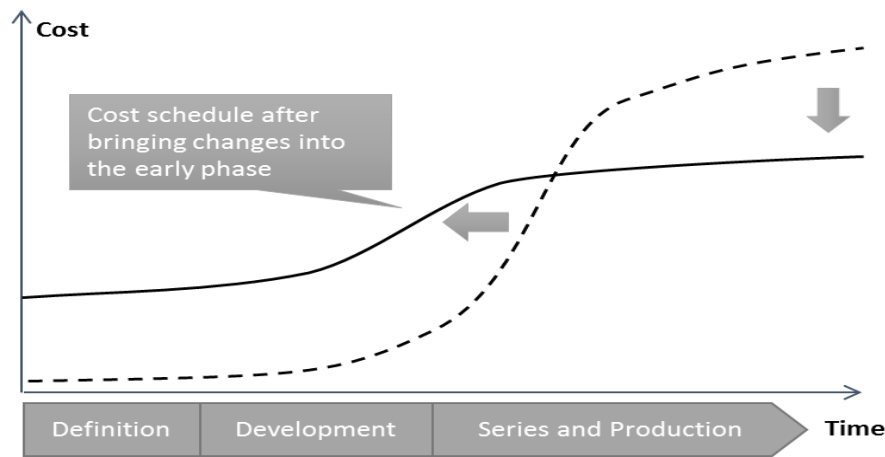 Cost
Cost schedule after
bringing changes into
the early phase
Definition
Development
Series and Production
Time